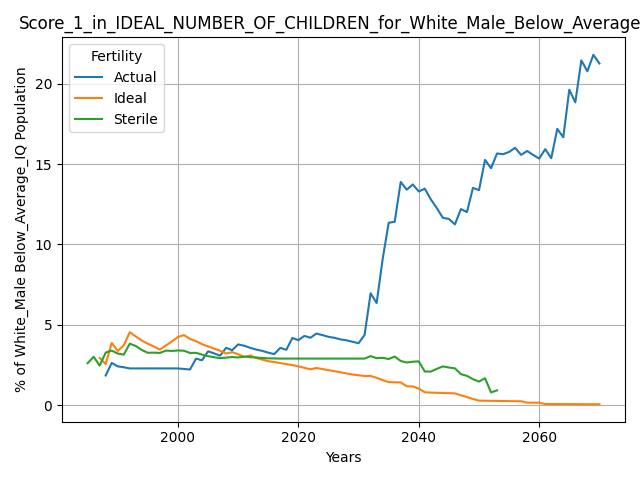 Score_1_in_IDEAL_NUMBER_OF_CHILDREN_for_White_Male_Below_Average
Fertility
Actual
Ideal
Sterile
% of White_Male Below_Average_IQ Population
20
15
10
5
0
2000
2020
2040
2060
Years